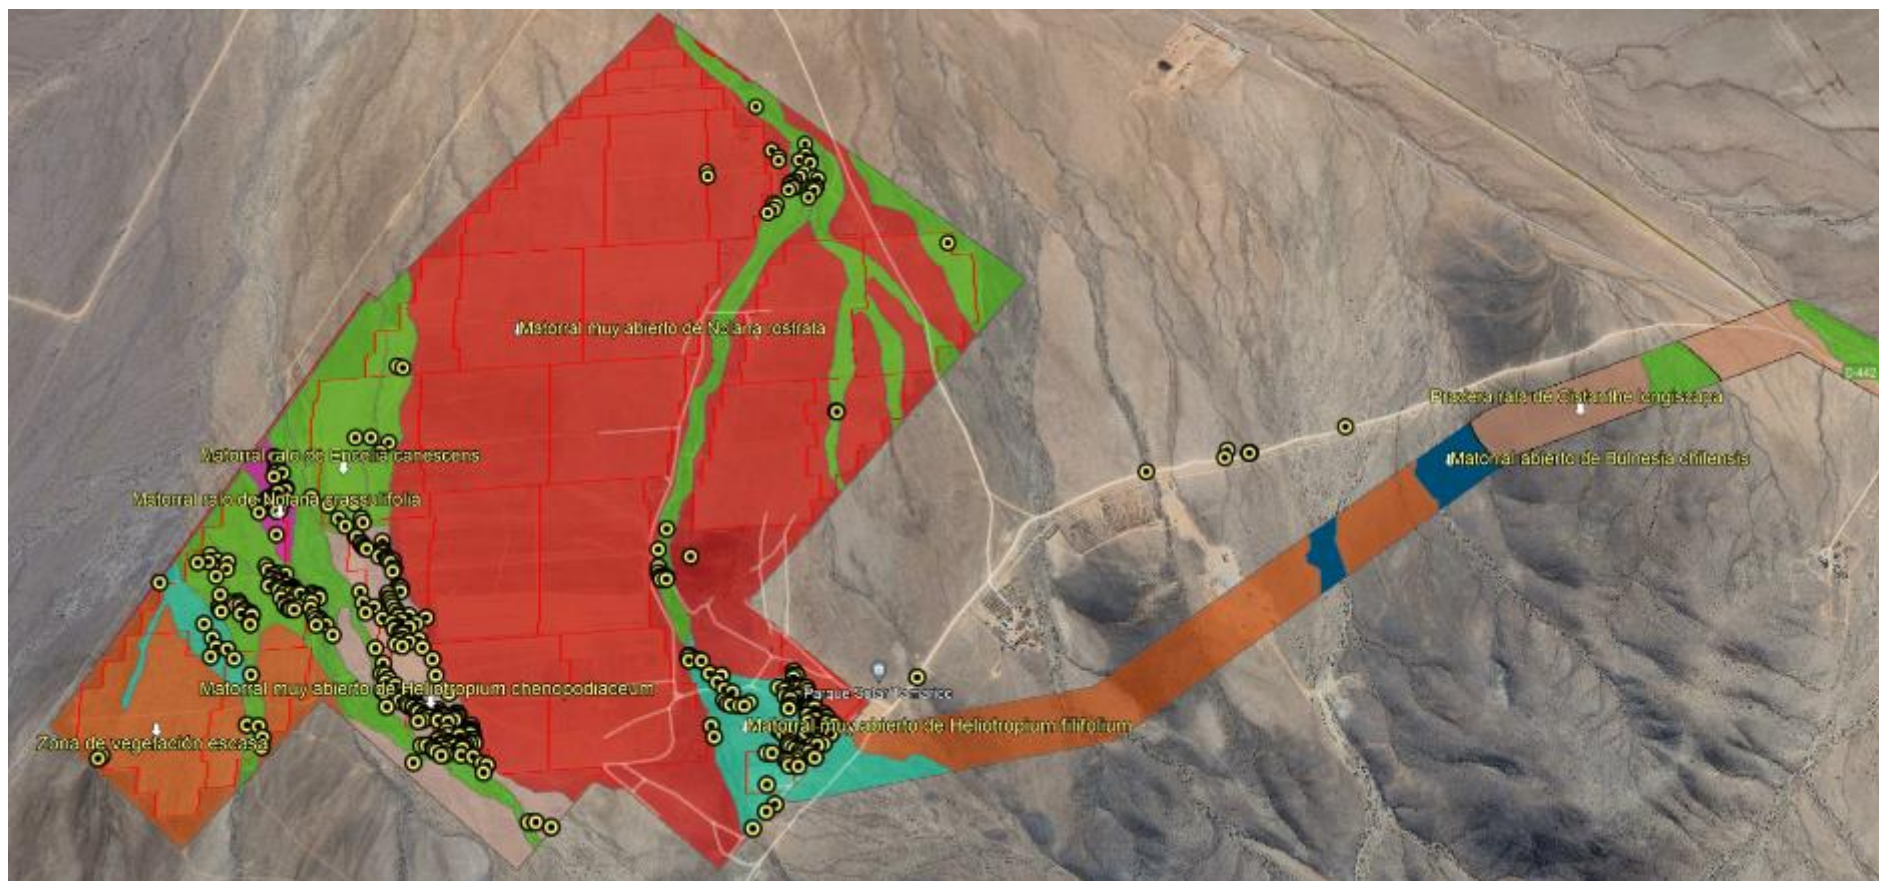 Matorral muy abierto de Nolana rostrata
Pradera rala de Cistanthe longiscapa
C-442
Matorral ralo de Encelia canescens
Matorral abierto de Bulnesia chilensis
Matorral ralo de Nolana crassulifolia
Matorral muy abierto de Heliotropium chenopodiaceum
Parque Solar
Matorral muy abierto de Heliotropium filifolium
Zona de vegetación escasa